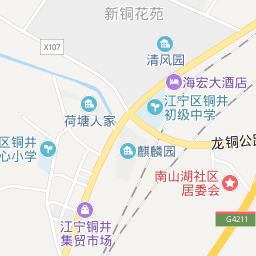 新铜花苑
X107
清风园
海宏大酒店
江宁区铜井
初级中学
荷塘人家
龙铜公路
区铜井
心小学
麒麟园
南山湖社区
居委会
G4211
江宁铜井
集贸市场